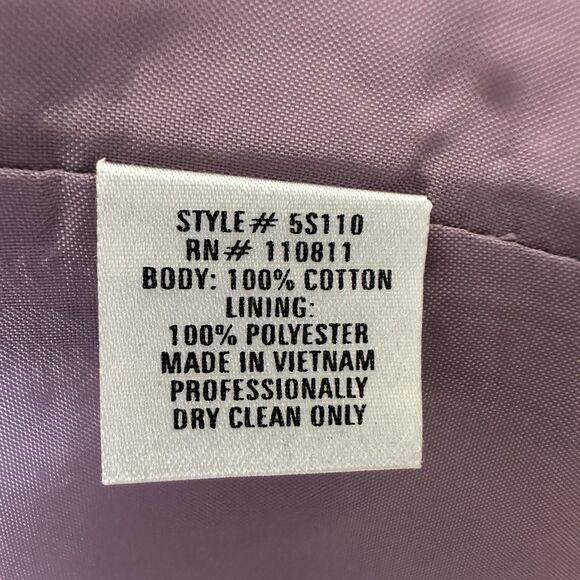 STYLE# 5S110
RN# 110811
BODY: 100% COTTON
LINING:
100% POLYESTER
MADE IN VIETNAM
PROFESSIONALLY
DRY CLEAN ONLY